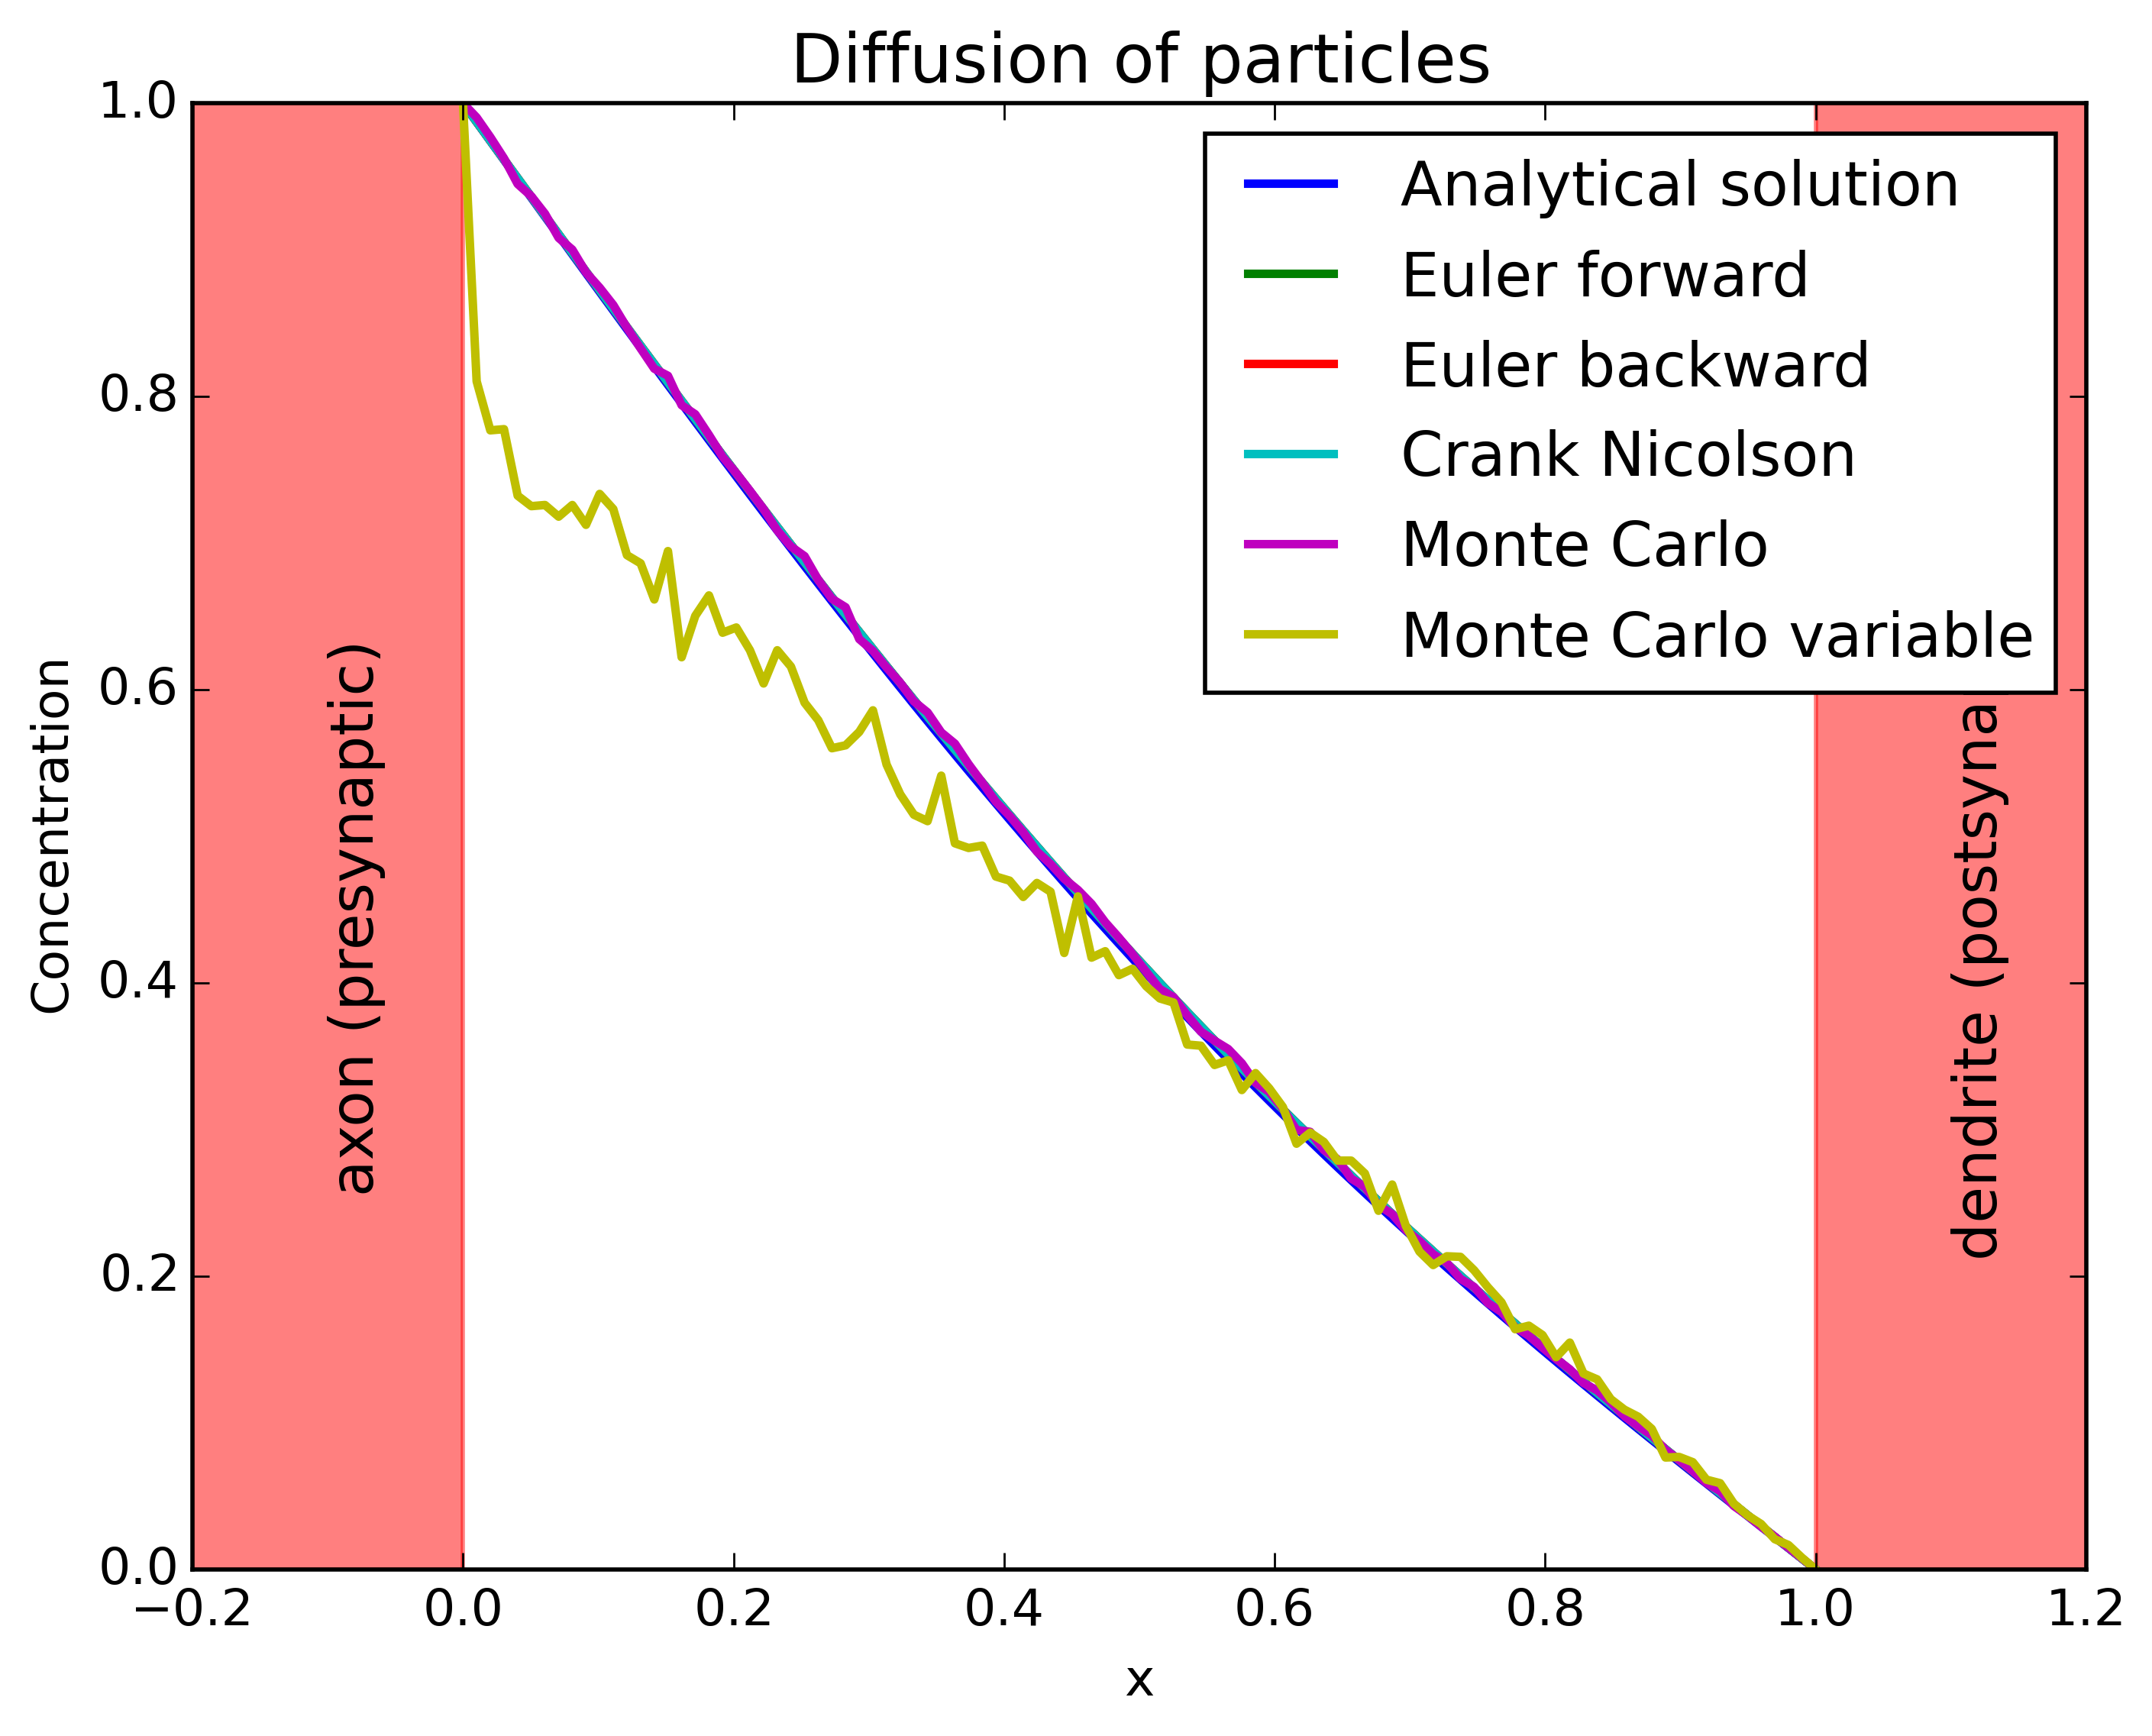 Diffusion of particles
1.0
0.8
0.6
0.4
0.2
0.0
Concentration
axon (presynaptic)
Analytical solution
Euler forward
Euler backward
Crank Nicolson
Monte Carlo
Monte Carlo variable
dendrite (postsyna
−0.2 0.0 0.2 0.4 0.6 0.8 1.0 1.2
x